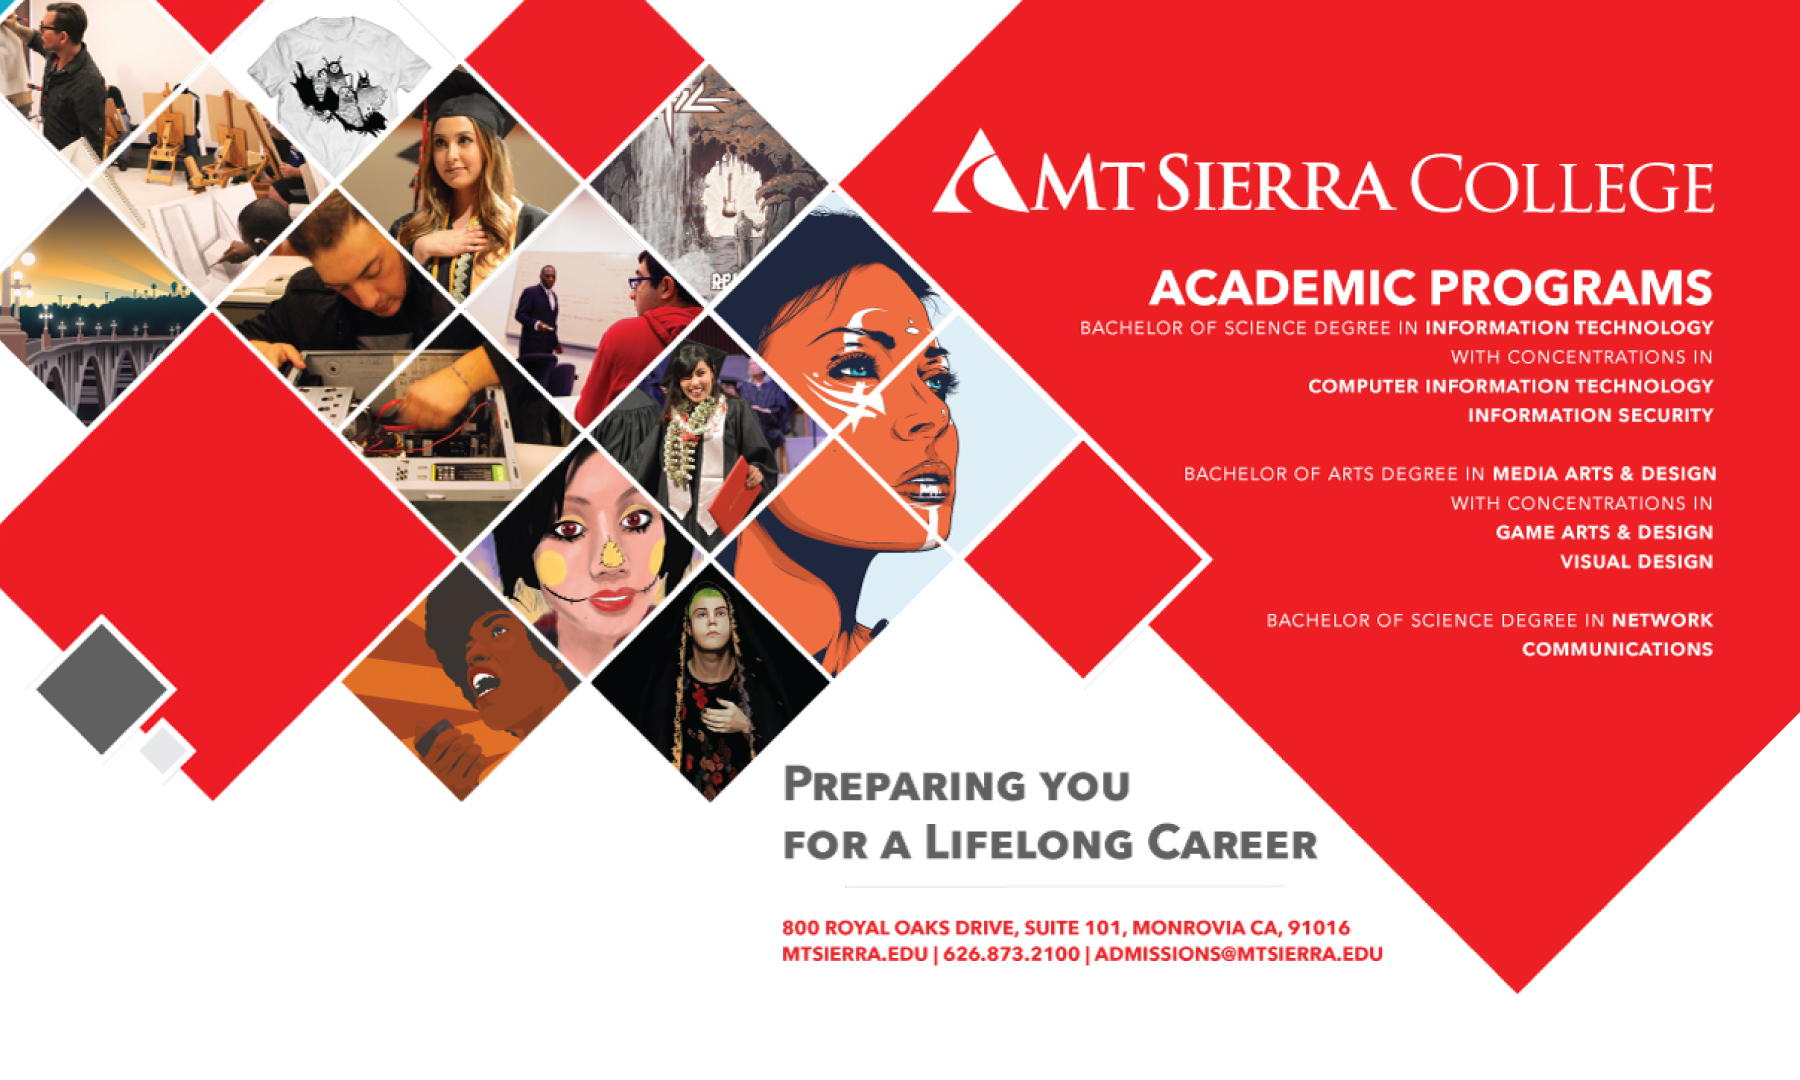 MT SIERRA COLLEGE
ACADEMIC PROGRAMS
BACHELOR OF SCIENCE DEGREE IN INFORMATION TECHNOLOGY
WITH CONCENTRATIONS IN
COMPUTER INFORMATION TECHNOLOGY
INFORMATION SECURITY
BACHELOR OF ARTS DEGREE IN MEDIA ARTS & DESIGN
WITH CONCENTRATIONS IN
GAME ARTS & DESIGN
VISUAL DESIGN
BACHELOR OF SCIENCE DEGREE IN NETWORK
COMMUNICATIONS
PREPARING YOU
FOR A LIFELONG CAREER
800 ROYAL OAKS DRIVE, SUITE 101, MONROVIA CA, 91016
MTSIERRA.EDU | 626.873.2100 | ADMISSIONS@MTSIERRA.EDU